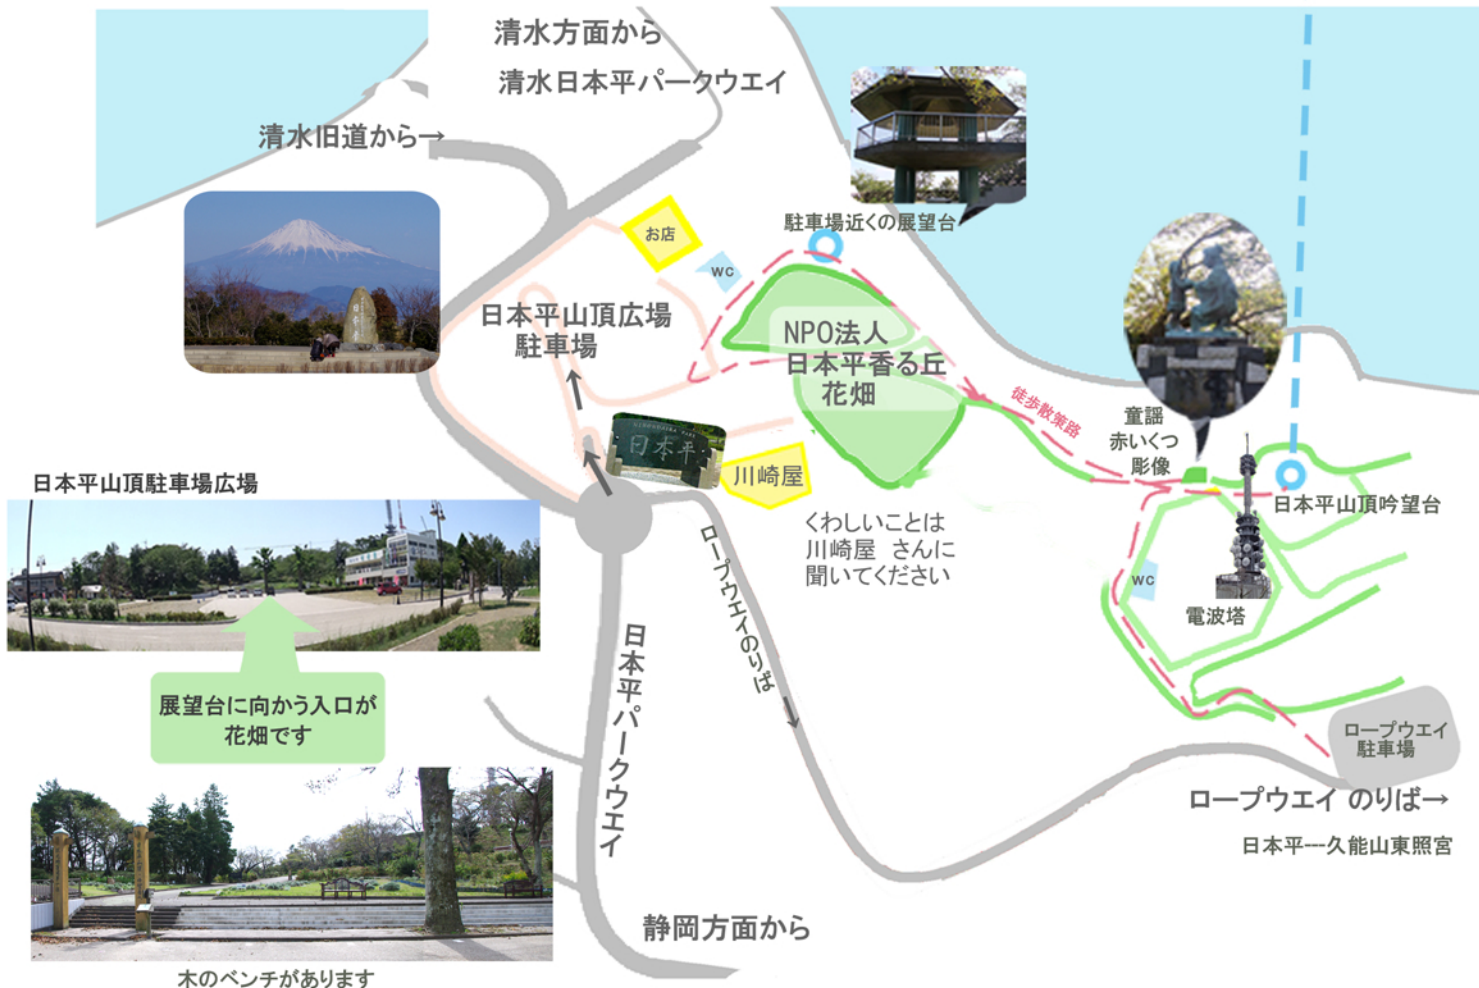 清水方面から
清水日本平パークウエイ
清水旧道から→
お店
WC
駐車場近くの展望台
日本平山頂広場
駐車場
NPO法人
日本平香る丘
花畑
徒歩散策路
童謡
赤いくつ
彫像
日本平
川崎屋
日本平山頂吟望台
日本平山頂駐車場広場
くわしいことは
川崎屋 さんに
聞いてください
ロープウエイのりば
WC
電波塔
日本平パークウエイ
展望台に向かう入口が
花畑です
ロープウエイ
駐車場
ロープウエイ のりば→
日本平---久能山東照宮
静岡方面から
木のベンチがあります